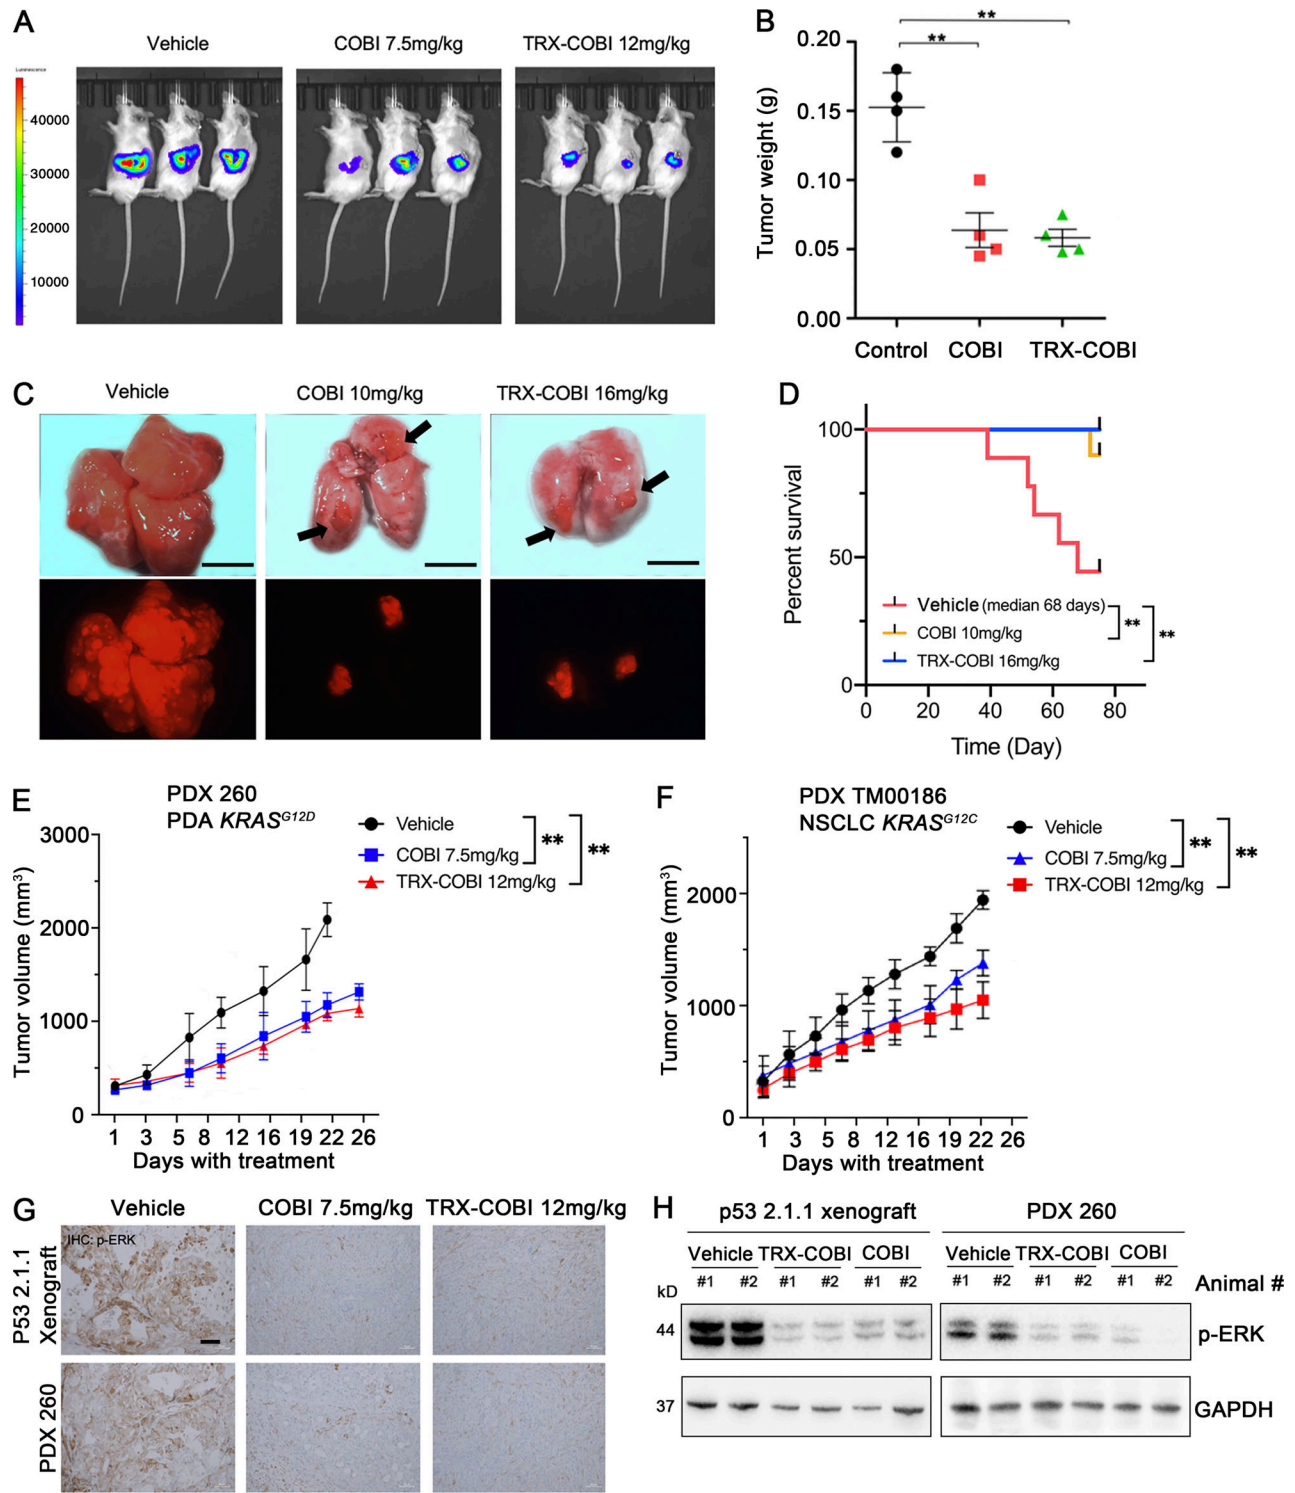 A
Vehicle
COBI 7.5mg/kg
TRX-COBI 12mg/kg
Luminescence
40000
30000
20000
10000
B
**
**
0.20
0.15
0.10
0.05
0.00
Tumor weight (g)
Control
COBI
TRX-COBI
C
Vehicle
COBI 10mg/kg
TRX-COBI 16mg/kg
D
100
50
0
Percent survival
Vehicle (median 68 days)
COBI 10mg/kg
TRX-COBI 16mg/kg
**
**
0 20 40 60 80
Time (Day)
E
PDX 260
PDA KRASG12D
Vehicle
COBI 7.5mg/kg
TRX-COBI 12mg/kg
**
**
3000
2000
1000
0
Tumor volume (mm3)
1 3 5 8 12 16 19 22 26
Days with treatment
F
PDX TM00186
NSCLC KRASG12C
Vehicle
COBI 7.5mg/kg
TRX-COBI 12mg/kg
**
**
2000
1000
0
Tumor volume (mm3)
1 3 5 8 12 16 19 22 26
Days with treatment
G
Vehicle
COBI 7.5mg/kg
TRX-COBI 12mg/kg
IHC: p-ERK
P53 2.1.1
Xenograft
PDX 260
H
p53 2.1.1 xenograft
PDX 260
Vehicle TRX-COBI COBI
Vehicle TRX-COBI COBI
#1 #2 #1 #2 #1 #2
#1 #2 #1 #2 #1 #2
Animal #
kD
44
p-ERK
37
GAPDH